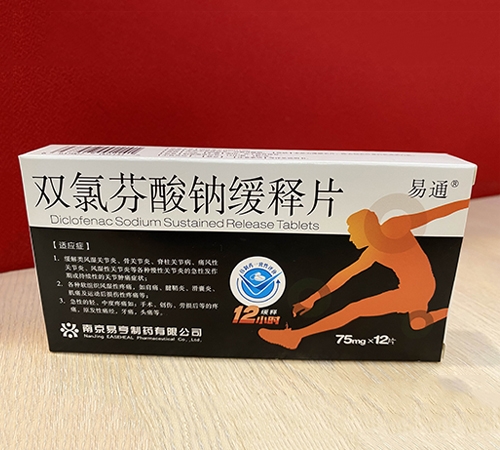 双氯芬酸钠缓释片
易通®
Diclofenac Sodium Sustained Release Tablets
【适应症】
1、缓解类风湿关节炎、骨关节炎、脊柱关节病、痛风性
关节炎、风湿性关节炎等各种慢性关节炎的急性发作
期或持续性的关节肿痛症状;
2、各种软组织风湿性疼痛,如肩痛、腱鞘炎、滑囊炎、
肌痛及运动后损伤性疼痛等;
3、急性的轻、中度疼痛如:手术、创伤、劳损后等的疼
痛,原发性痛经,牙痛,头痛等。
12缓释
小时
南京易亨制药有限公司
NanJing EASEHEAL Pharmaceutical Co.,Ltd.
75mg×12片